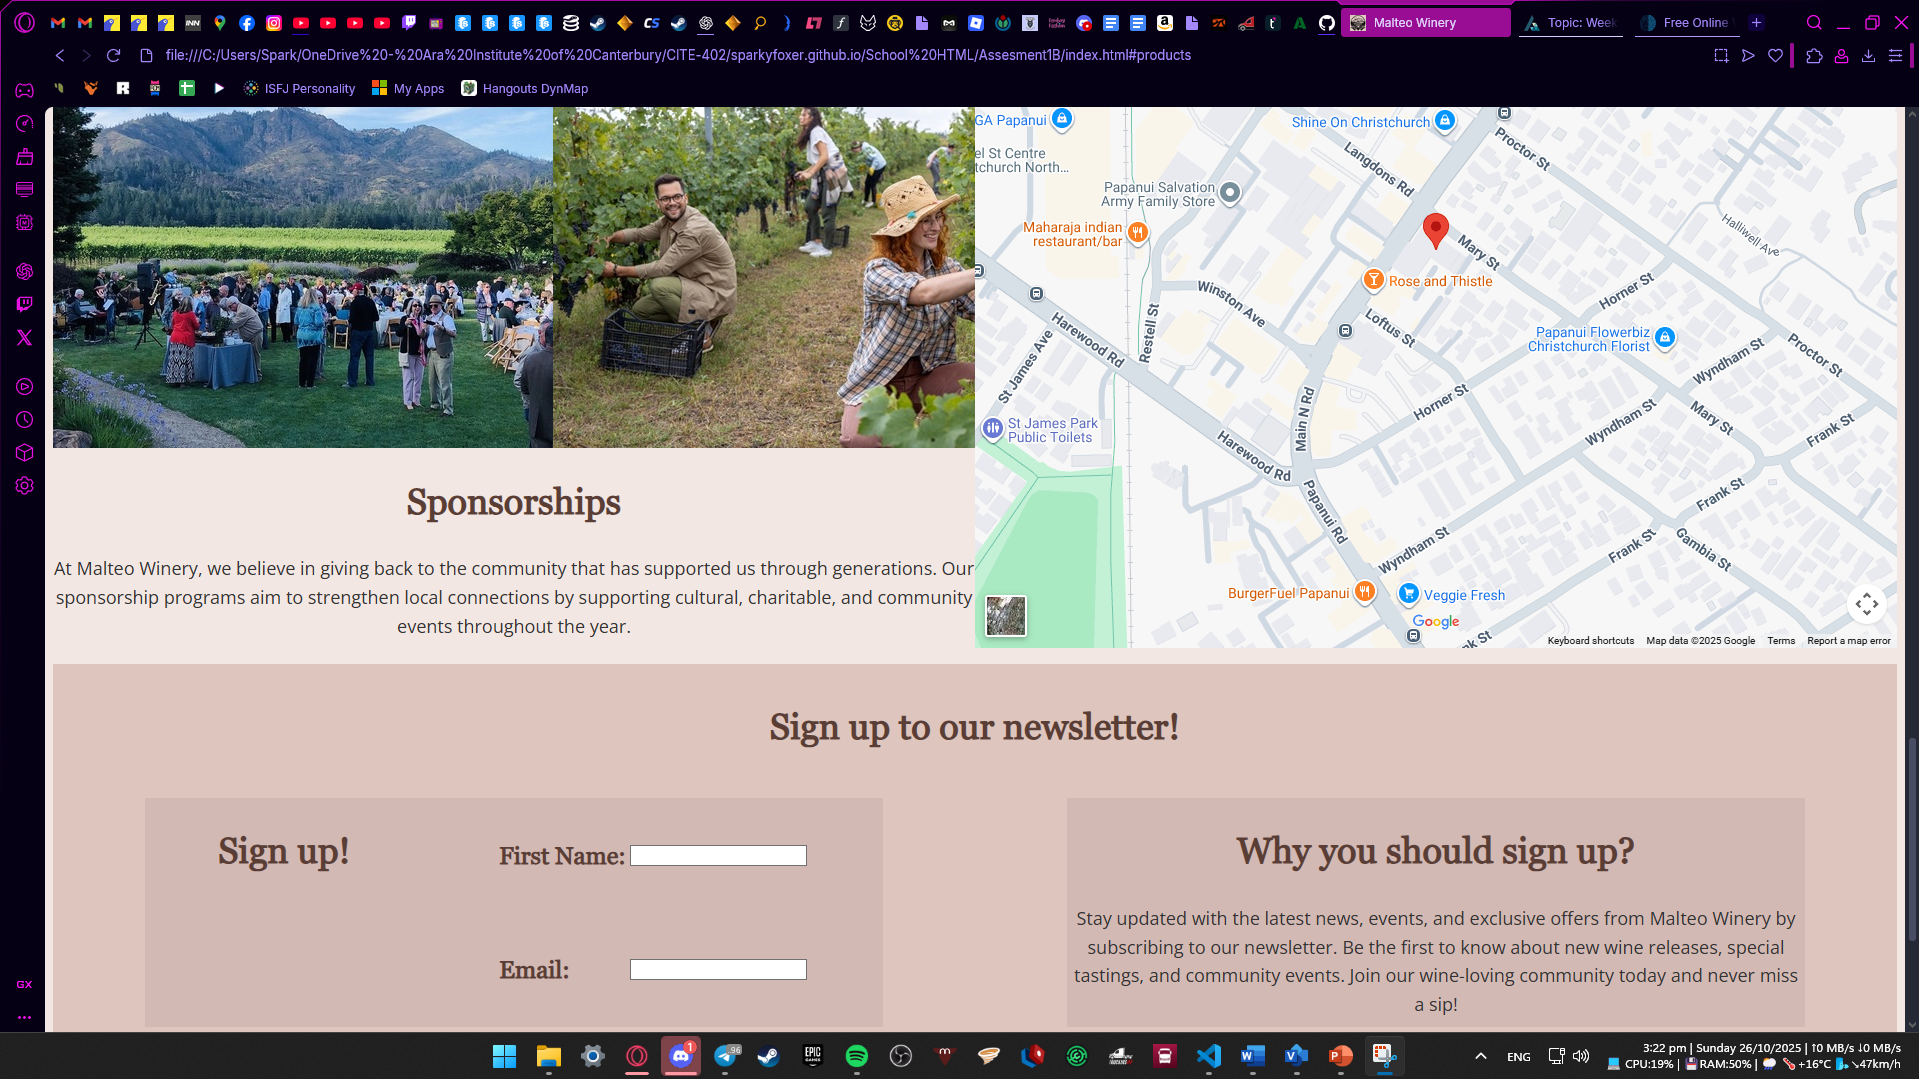 Malteo Winery
Topic: Week
Free Online
file:///C:/Users/Spark/OneDrive%20-%20Ara%20Institute%20of%20Canterbury/CITE-402/sparkyfoxer.github.io/School%20HTML/Assesment1B/index.html#products
ISFJ Personality
My Apps
Hangouts DynMap
GA Papanui
Shine On Christchurch
Proctor St
el St Centre
tchurch North...
Langdons Rd
Papanui Salvation
Army Family Store
Halliwell Ave
Maharaja indian
restaurant/bar
Mary St
Rose and Thistle
Winston Ave
Horner St
Restell St
Loftus St
Harewood Rd
Papanui Flowerbiz
Christchurch Florist
Proctor St
St James Ave
Wyndham St
Horner St
Main N Rd
Mary St
Wyndham St
Frank St
St James Park
Public Toilets
Harewood Rd
Papanui Rd
Frank St
Gambia St
Wyndham St
Frank St
BurgerFuel Papanui
Veggie Fresh
Google
nk St
Keyboard shortcuts
Map data ©2025 Google
Terms
Report a map error
Sponsorships
At Malteo Winery, we believe in giving back to the community that has supported us through generations. Our
sponsorship programs aim to strengthen local connections by supporting cultural, charitable, and community
events throughout the year.
Sign up to our newsletter!
Sign up!
First Name:
Email:
Why you should sign up?
Stay updated with the latest news, events, and exclusive offers from Malteo Winery by
subscribing to our newsletter. Be the first to know about new wine releases, special
tastings, and community events. Join our wine-loving community today and never miss
a sip!
GX
1
96
EPIC
GAMES
ENG
3:22 pm | Sunday 26/10/2025 | ↑0 MB/s ↓0 MB/s
CPU:19% | RAM:50% | +16°C ↘47km/h